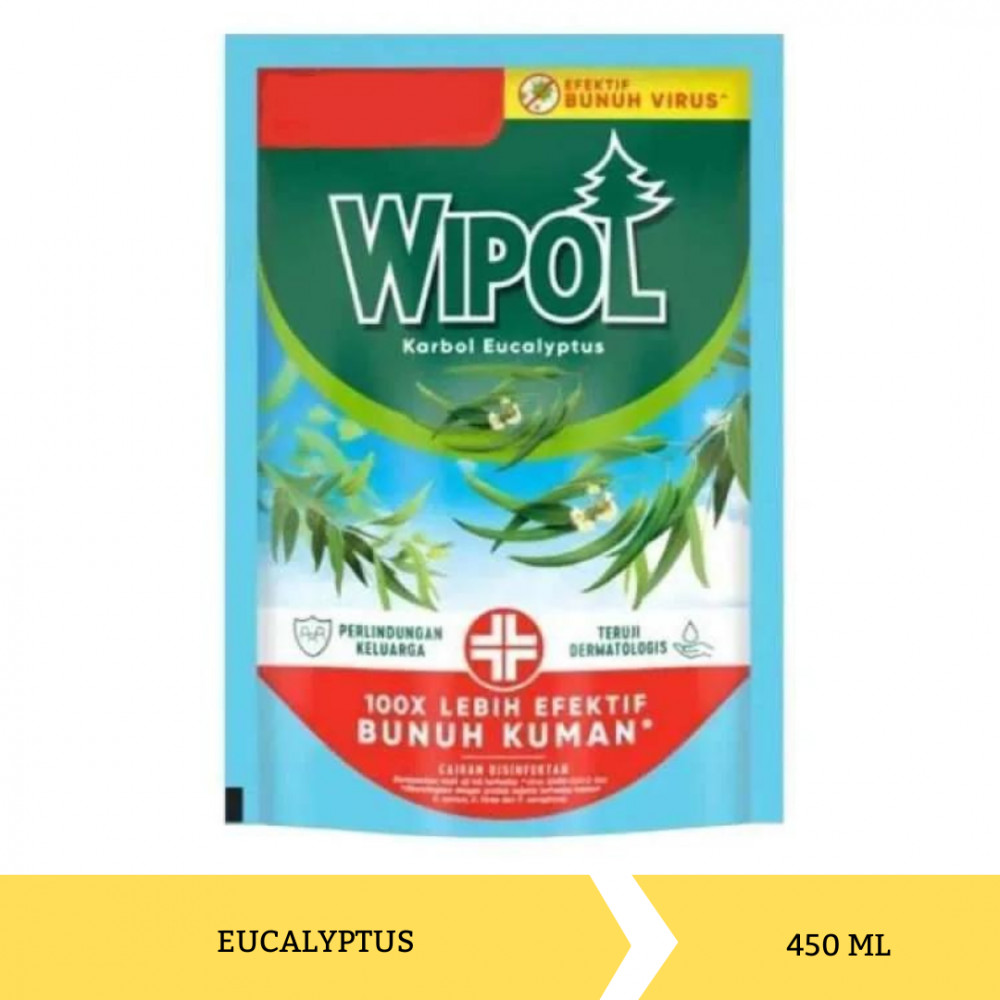 EFEKTIF
BUNUH VIRUS^
WIPOL
Karbol Eucalyptus
PERLINDUNGAN
KELUARGA
TERUJI
DERMATOLOGIS
100X LEBIH EFEKTIF
BUNUH KUMAN*
CAIRAN DISINFEKTAN
EUCALYPTUS
450 ML